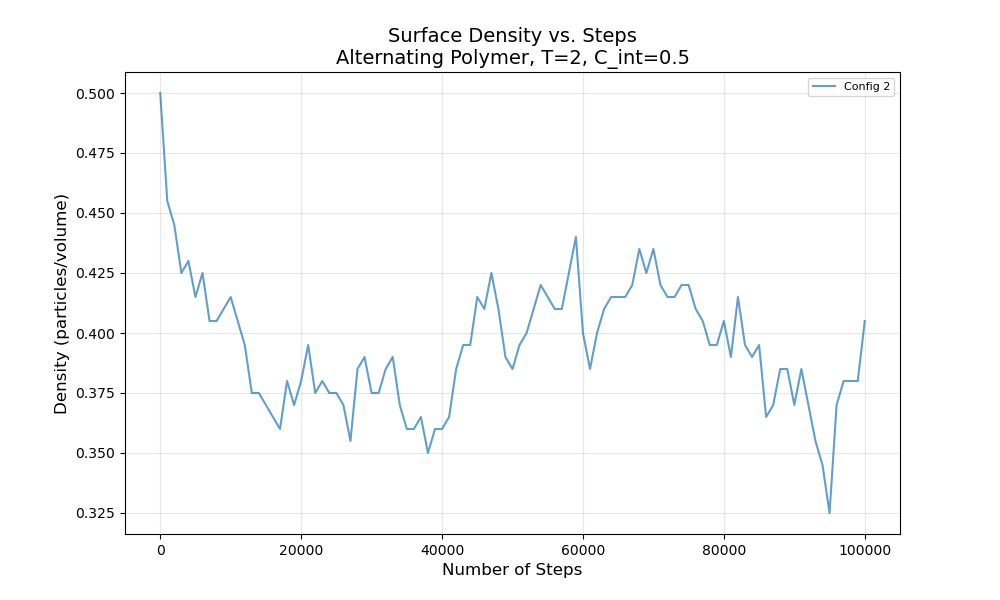 Surface Density vs. Steps
Alternating Polymer, T=2, C_int=0.5
Config 2
Density (particles/volume)
0.500
0.475
0.450
0.425
0.400
0.375
0.350
0.325
0
20000
40000
60000
80000
100000
Number of Steps